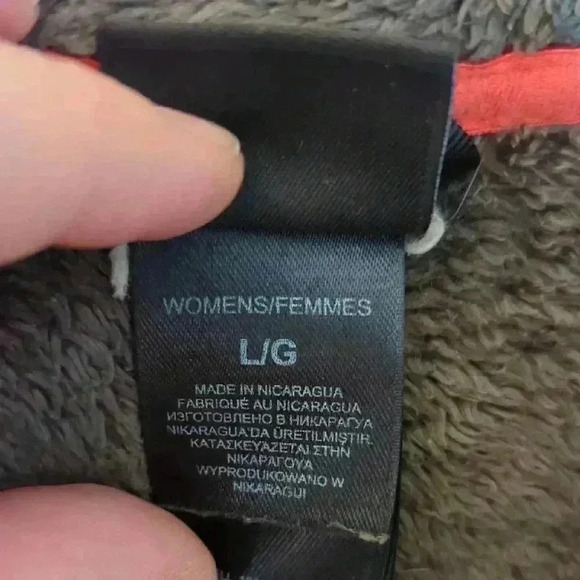 WOMENS/FEMMES
L/G
MADE IN NICARAGUA
FABRIQUÉ AU NICARAGUA
ИЗГОТОВЛЕНО В НИКАРАГУА
NIKARAGUA'DA ÜRETILMIŞTIR.
ΚΑΤΑΣΚΕΥΑΖΕΤΑΙ ΣΤΗΝ
ΝΙΚΑΡΑΓΟΥΑ
WYPRODUKOWANO W
NIKARAGUI